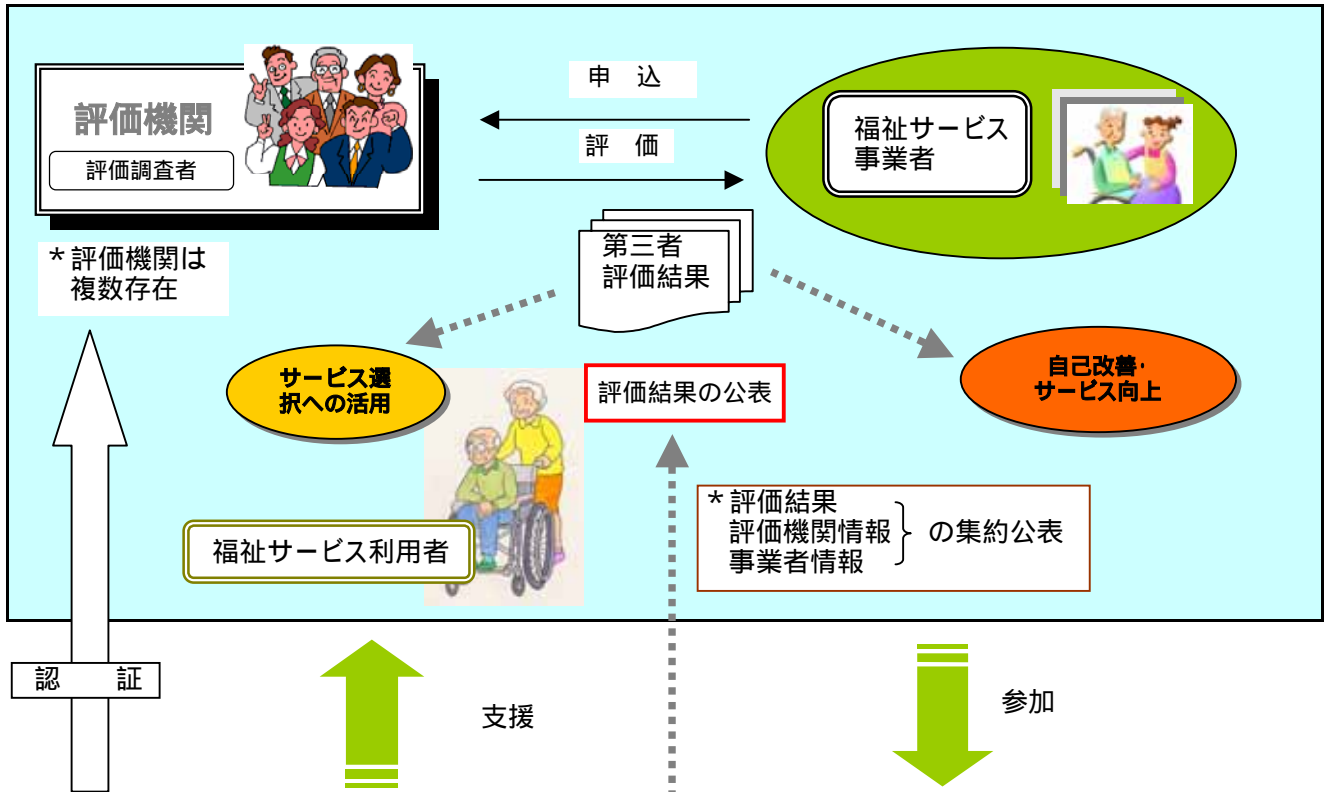 評価機関
評価調査者
申　込
評　価
福祉サービス
事業者
＊評価機関は
複数存在
第三者
評価結果
サービス選
択への活用
評価結果の公表
自己改善・
サービス向上
福祉サービス利用者
＊評価結果
評価機関情報｝の集約公表
事業者情報
認　証
支援
参加